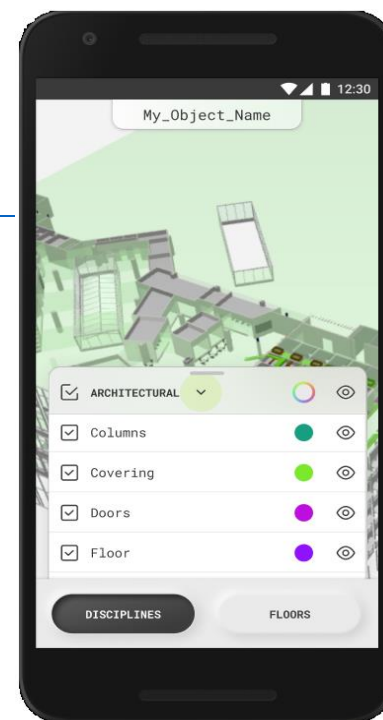 12:30
My_Object_Name
ARCHITECTURAL
Columns
Covering
Doors
Floor
DISCIPLINES FLOORS